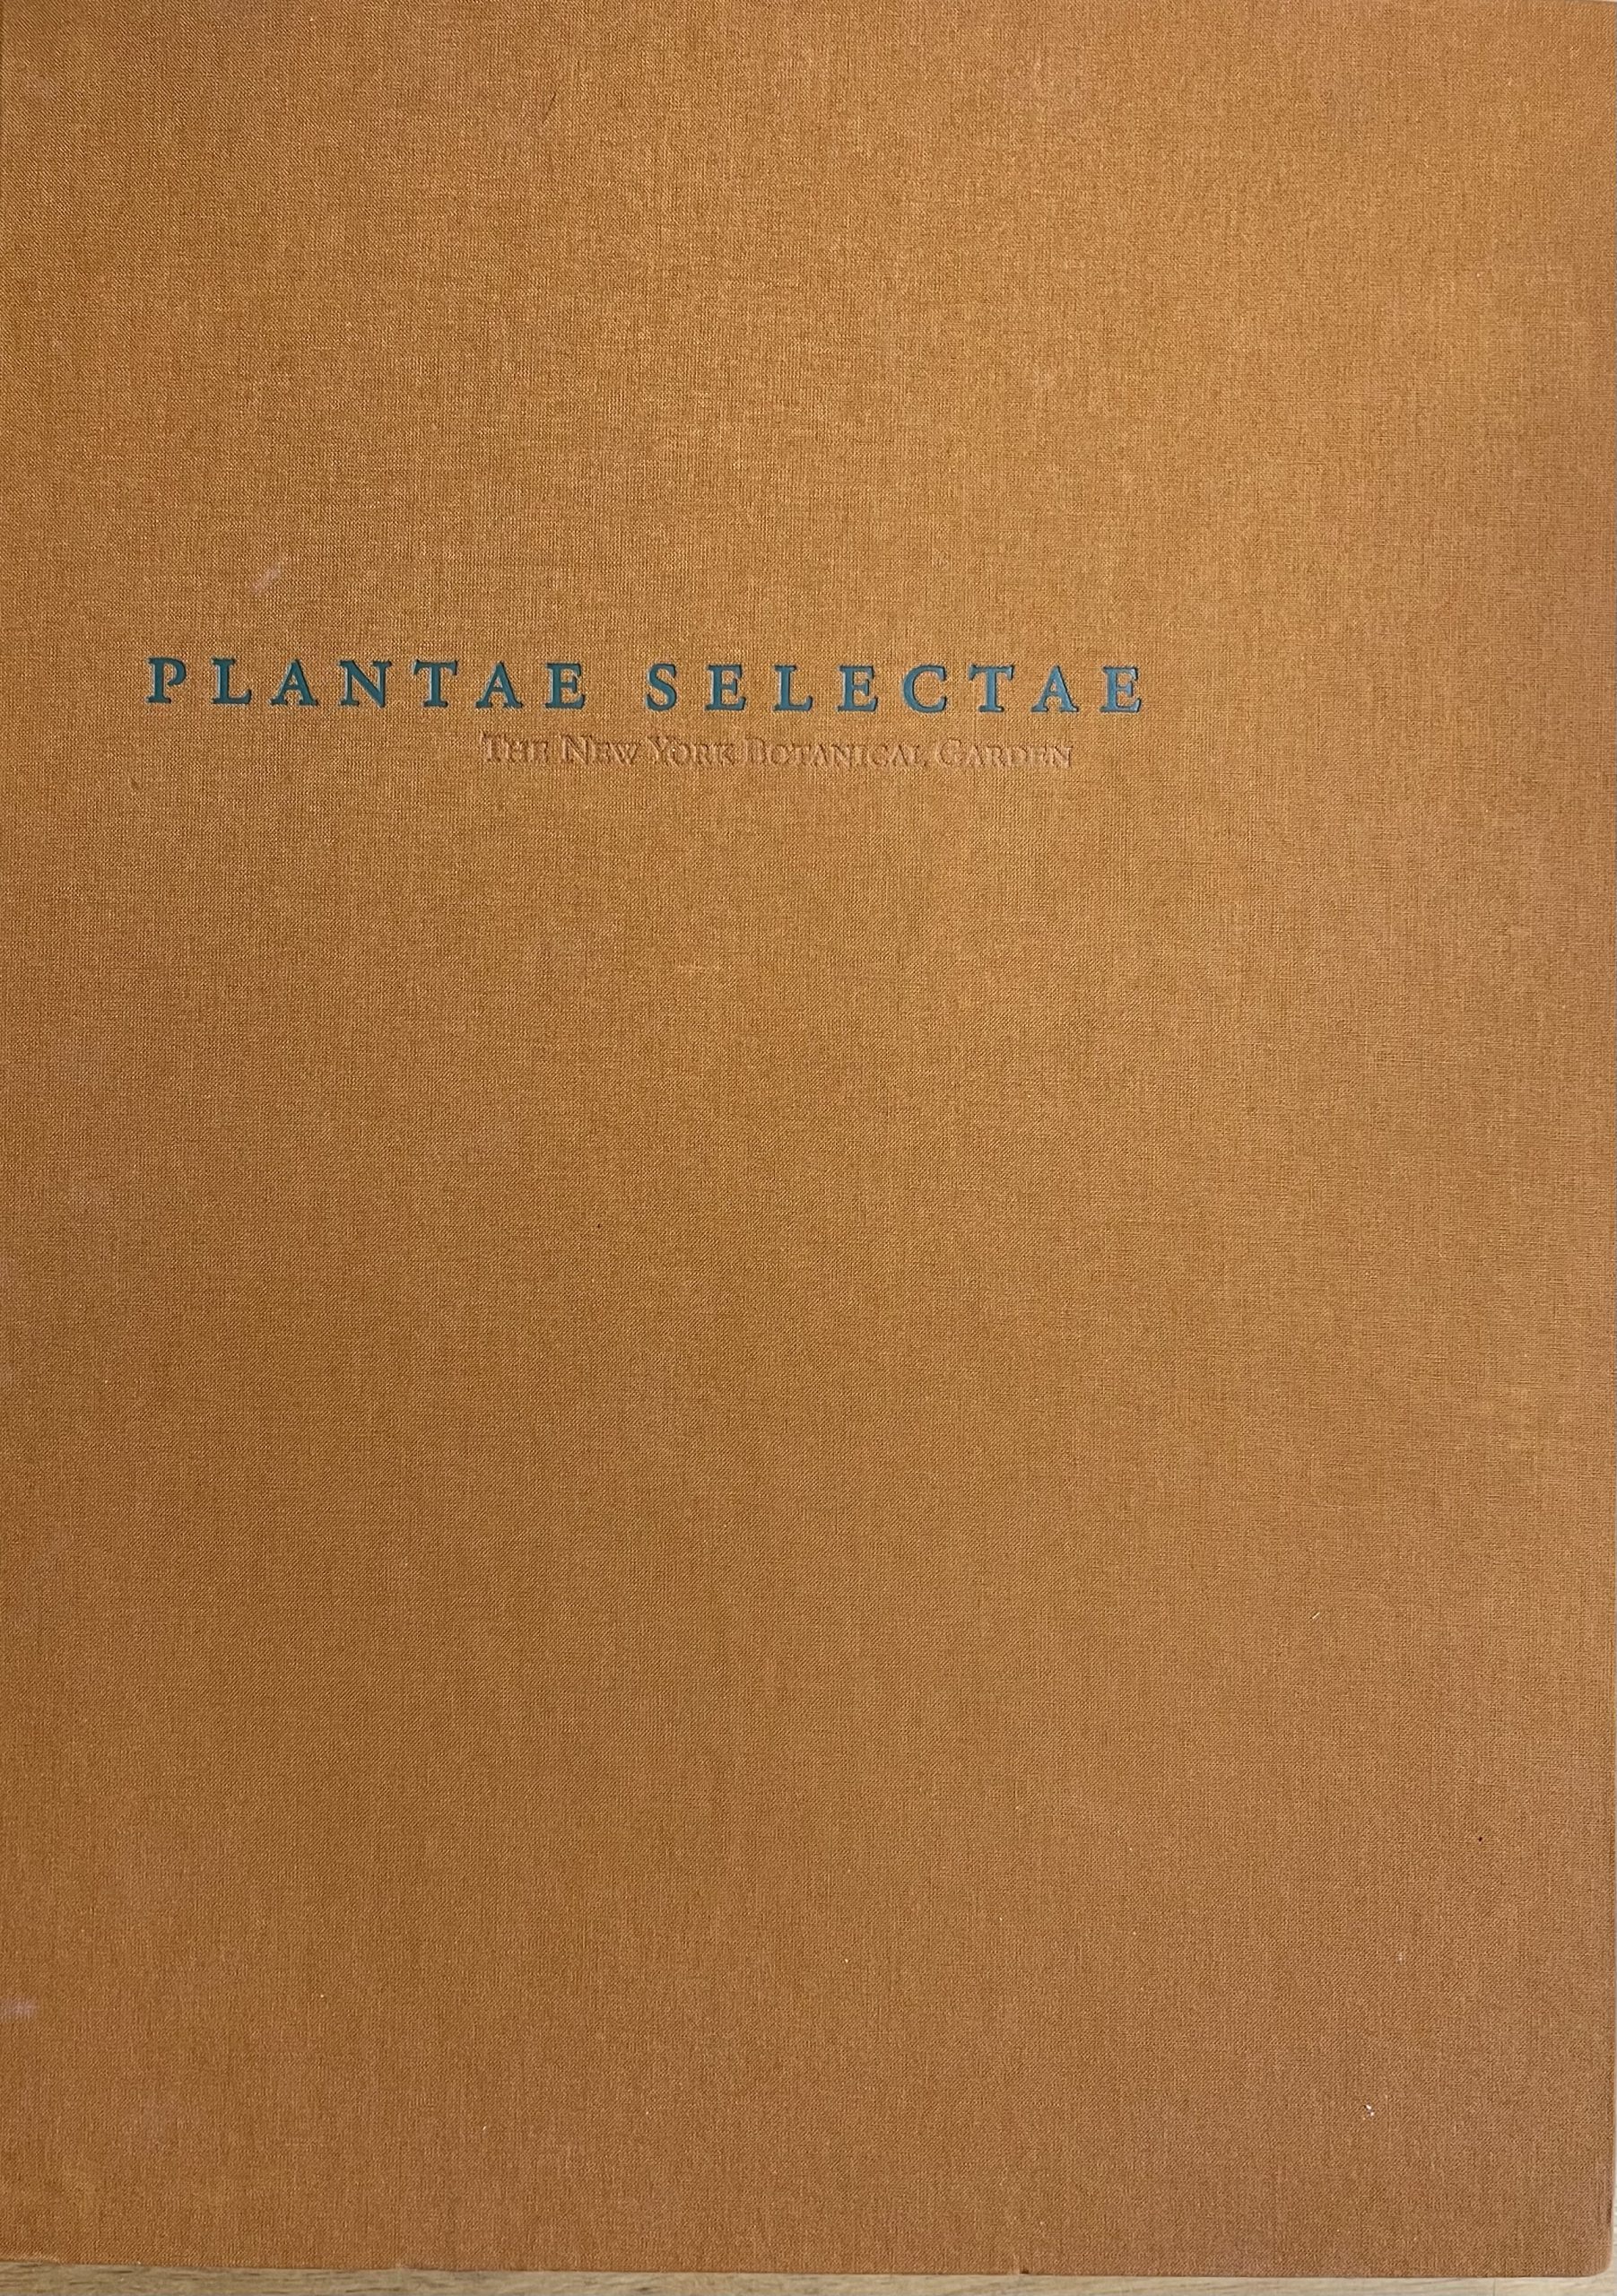 PLANTAE SELECTAE
THE NEW YORK BOTANICAL GARDEN